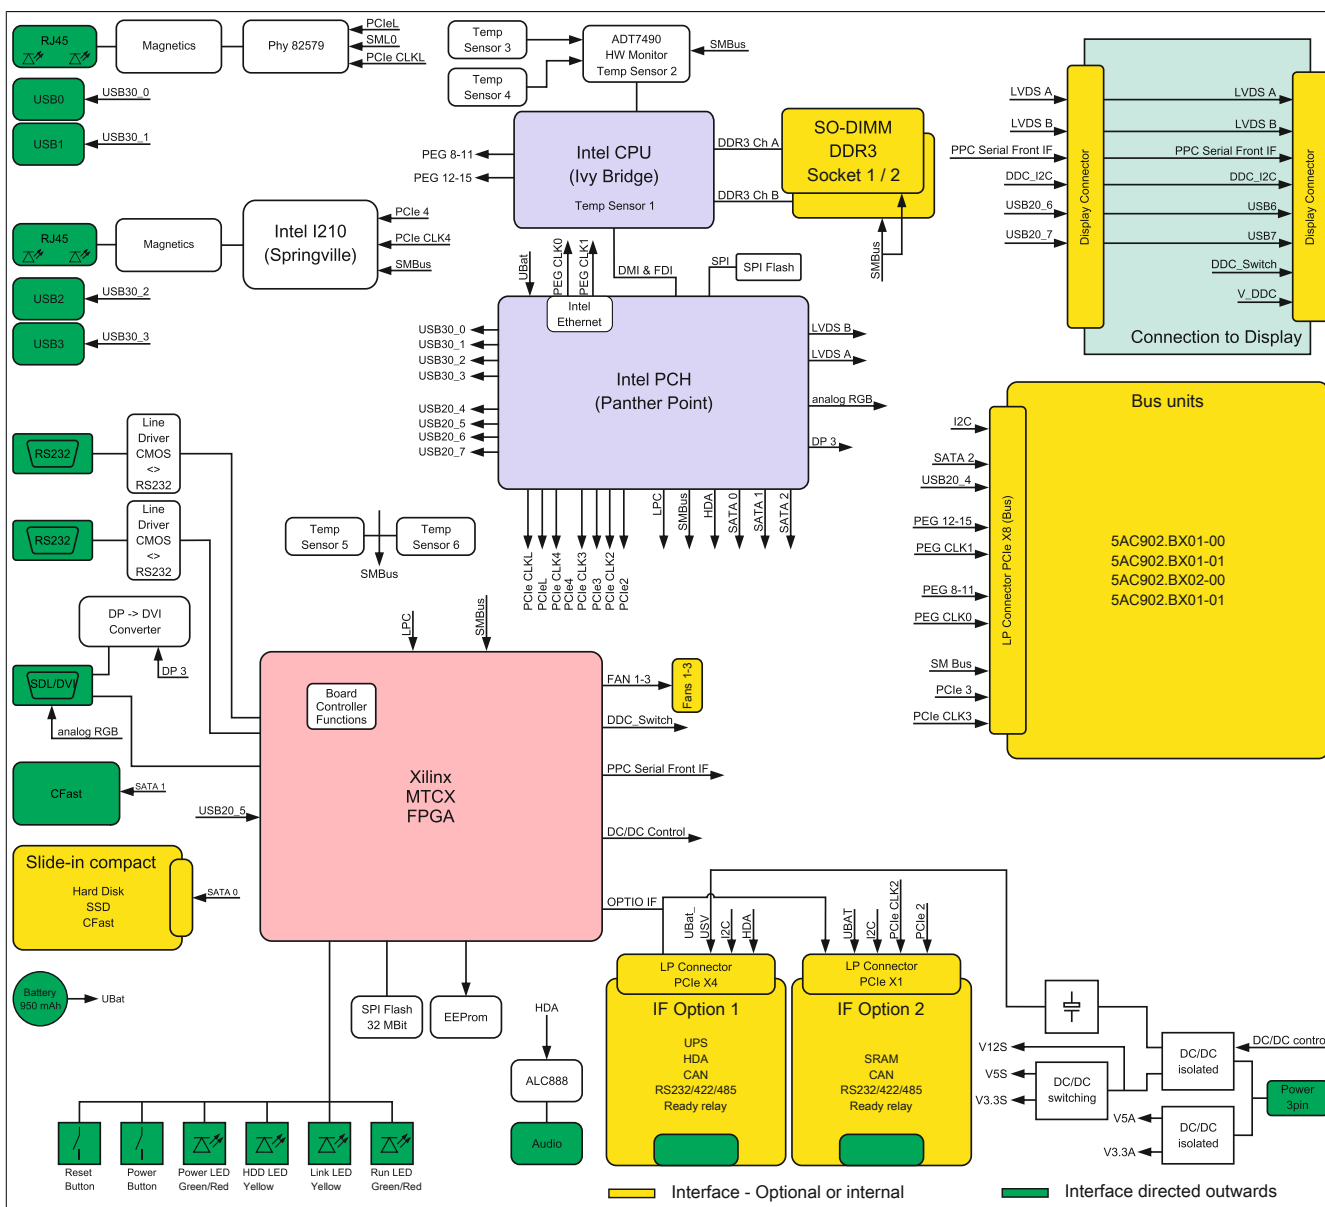 RJ45
Magnetics
Phy 82579
PCIeL
SML0
PCIe CLKL
USB0
USB30_0
USB1
USB30_1
Temp
Sensor 3
Temp
Sensor 4
ADT7490
HW Monitor
Temp Sensor 2
SMBus
Intel CPU
(Ivy Bridge)
Temp Sensor 1
PEG 8-11
PEG 12-15
DDR3 Ch A
DDR3 Ch B
SO-DIMM
DDR3
Socket 1 / 2
SMBus
LVDS A
LVDS B
PPC Serial Front IF
DDC_I2C
USB20_6
USB20_7
Display Connector
LVDS A
LVDS B
PPC Serial Front IF
DDC_I2C
USB6
USB7
DDC_Switch
V_DDC
Display Connector
Connection to Display
RJ45
Magnetics
Intel I210
(Springville)
PCIe 4
PCIe CLK4
SMBus
USB2
USB30_2
USB3
USB30_3
UBat
PEG CLK0
PEG CLK1
DMI & FDI
SPI
SPI Flash
Intel
Ethernet
Intel PCH
(Panther Point)
USB30_0
USB30_1
USB30_2
USB30_3
USB20_4
USB20_5
USB20_6
USB20_7
LVDS B
LVDS A
analog RGB
DP 3
PCIe CLKL
PCIeL
PCIe CLK4
PCIe4
PCIe CLK3
PCIe3
PCIe CLK2
PCIe2
LPC
SMBus
HDA
SATA 0
SATA 1
SATA 2
Bus units
LP Connector PCIe X8 (Bus)
I2C
SATA 2
USB20_4
PEG 12-15
PEG CLK1
PEG 8-11
PEG CLK0
SM Bus
PCIe 3
PCIe CLK3
5AC902.BX01-00
5AC902.BX01-01
5AC902.BX02-00
5AC902.BX01-01
RS232
Line
Driver
CMOS
<>
RS232
RS232
Line
Driver
CMOS
<>
RS232
Temp
Sensor 5
Temp
Sensor 6
SMBus
DP -> DVI
Converter
DP 3
SDL/DVI
analog RGB
CFast
SATA 1
USB20_5
LPC
SMBus
Board
Controller
Functions
Xilinx
MTCX
FPGA
FAN 1-3
Fans 1-3
DDC_Switch
PPC Serial Front IF
DC/DC Control
OPTIO IF
Slide-in compact
Hard Disk
SSD
CFast
SATA 0
Battery
950 mAh
UBat
SPI Flash
32 MBit
EEProm
HDA
ALC888
Audio
UBat_
USV
I2C
HDA
LP Connector
PCIe X4
IF Option 1
UPS
HDA
CAN
RS232/422/485
Ready relay
UBAT
I2C
PCIe CLK2
PCIe 2
LP Connector
PCIe X1
IF Option 2
SRAM
CAN
RS232/422/485
Ready relay
V12S
V5S
V3.3S
DC/DC
switching
DC/DC
isolated
DC/DC control
V5A
V3.3A
DC/DC
isolated
Power
3pin
Reset
Button
Power
Button
Power LED
Green/Red
HDD LED
Yellow
Link LED
Yellow
Run LED
Green/Red
Interface - Optional or internal
Interface directed outwards